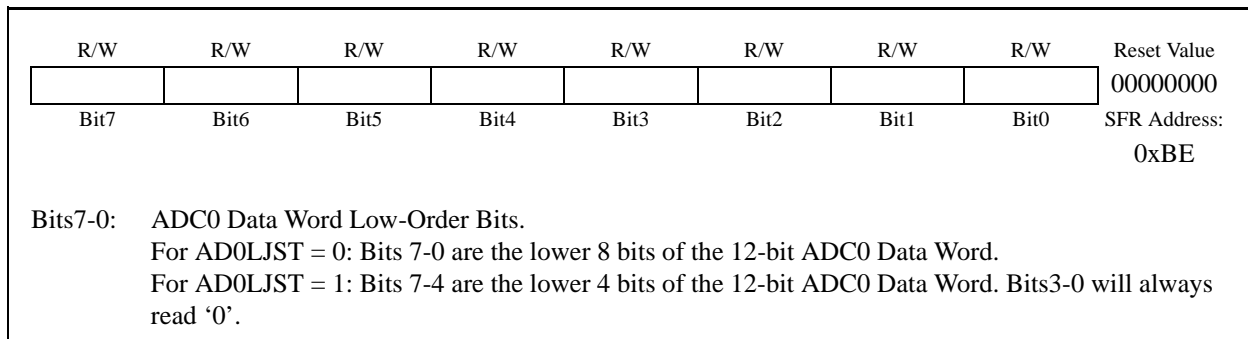 R/W R/W R/W R/W R/W R/W R/W R/W Reset Value
00000000
Bit7 Bit6 Bit5 Bit4 Bit3 Bit2 Bit1 Bit0 SFR Address:
0xBE
Bits7-0: ADC0 Data Word Low-Order Bits.
For AD0LJST = 0: Bits 7-0 are the lower 8 bits of the 12-bit ADC0 Data Word.
For AD0LJST = 1: Bits 7-4 are the lower 4 bits of the 12-bit ADC0 Data Word. Bits3-0 will always
read ‘0’.